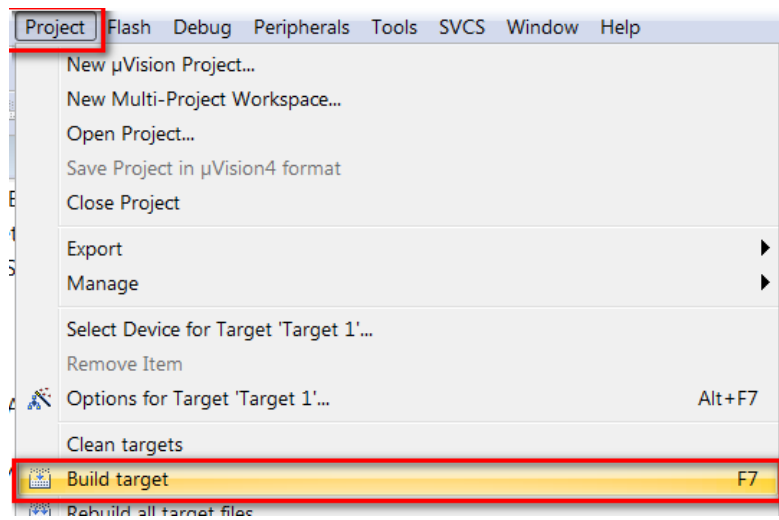 Project Flash Debug Peripherals Tools SVCS Window Help
New µVision Project...
New Multi-Project Workspace...
Open Project...
Save Project in µVision4 format
Close Project
Export
Manage
Select Device for Target 'Target 1'...
Remove Item
Options for Target 'Target 1'... Alt+F7
Clean targets
Build target F7
Rebuild all target files